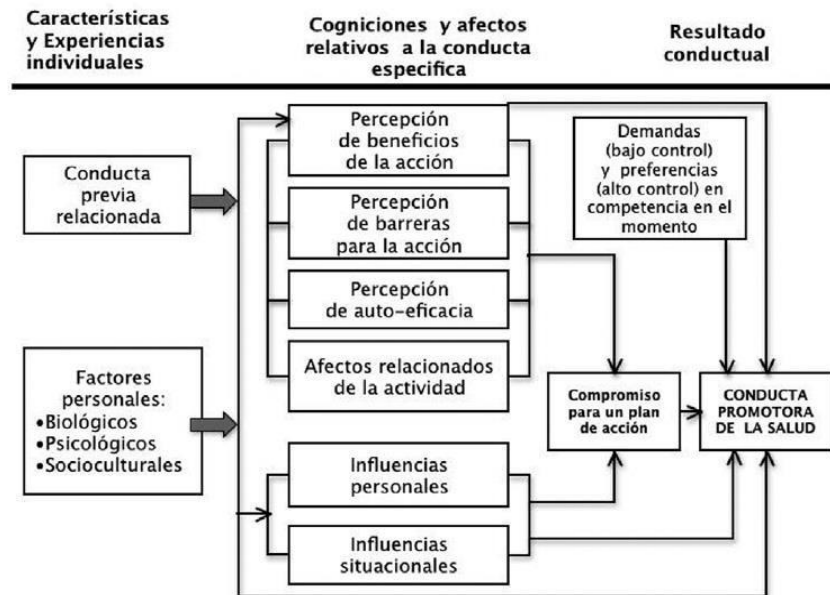 Características
y Experiencias
individuales
Cogniciones y afectos
relativos a la conducta
especifica
Resultado
conductual
Conducta
previa
relacionada
Factores
personales:
•Biológicos
•Psicológicos
•Socioculturales
Percepción
de beneficios
de la acción
Percepción
de barreras
para la acción
Percepción
de auto-eficacia
Afectos relacionados
de la actividad
Influencias
personales
Influencias
situacionales
Demandas
(bajo control)
y preferencias
(alto control) en
competencia en el
momento
Compromiso
para un plan
de acción
CONDUCTA
PROMOTORA
DE LA SALUD